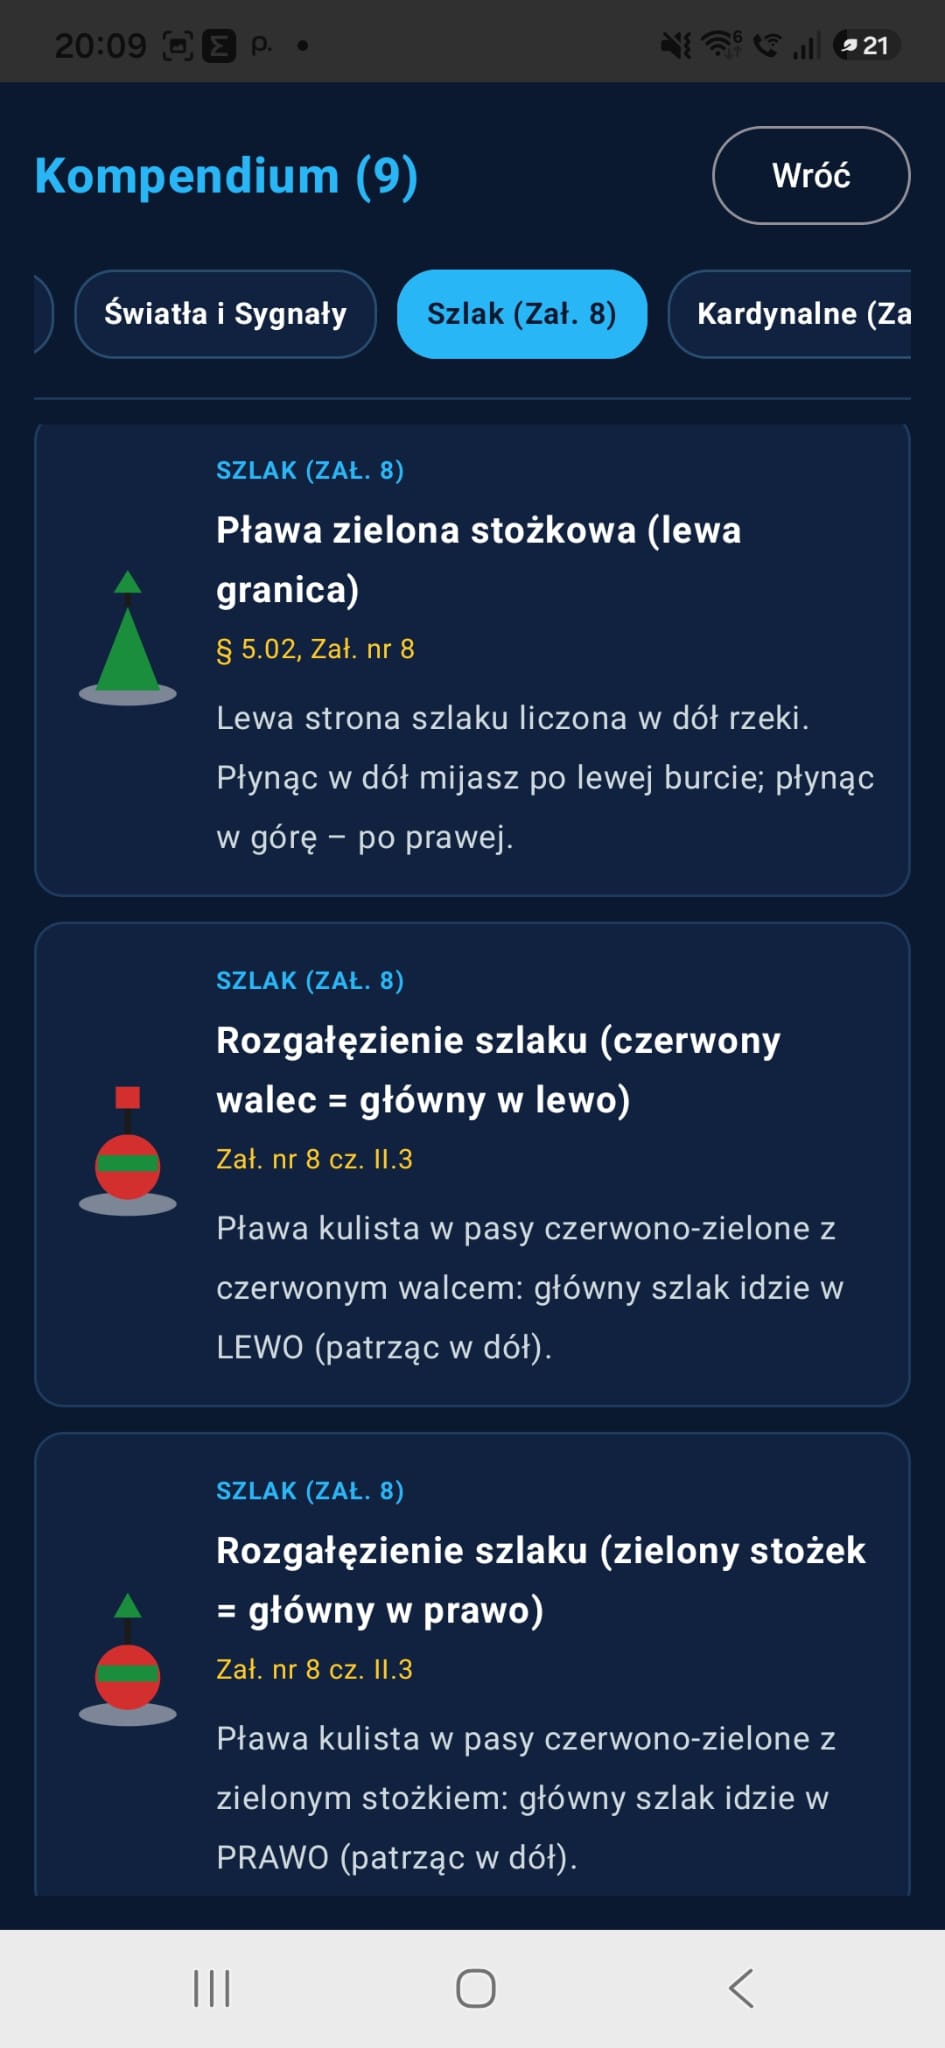 20:09 Σ ρ. • 6 21
Kompendium (9)
Wróć
Światła i Sygnały
Szlak (Zał. 8)
Kardynalne (Za
SZLAK (ZAŁ. 8)
Pława zielona stożkowa (lewa
granica)
§ 5.02, Zał. nr 8
Lewa strona szlaku liczona w dół rzeki.
Płynąc w dół mijasz po lewej burcie; płynąc
w górę – po prawej.
SZLAK (ZAŁ. 8)
Rozgałęzienie szlaku (czerwony
walec = główny w lewo)
Zał. nr 8 cz. II.3
Pława kulista w pasy czerwono-zielone z
czerwonym walcem: główny szlak idzie w
LEWO (patrząc w dół).
SZLAK (ZAŁ. 8)
Rozgałęzienie szlaku (zielony stożek
= główny w prawo)
Zał. nr 8 cz. II.3
Pława kulista w pasy czerwono-zielone z
zielonym stożkiem: główny szlak idzie w
PRAWO (patrząc w dół).